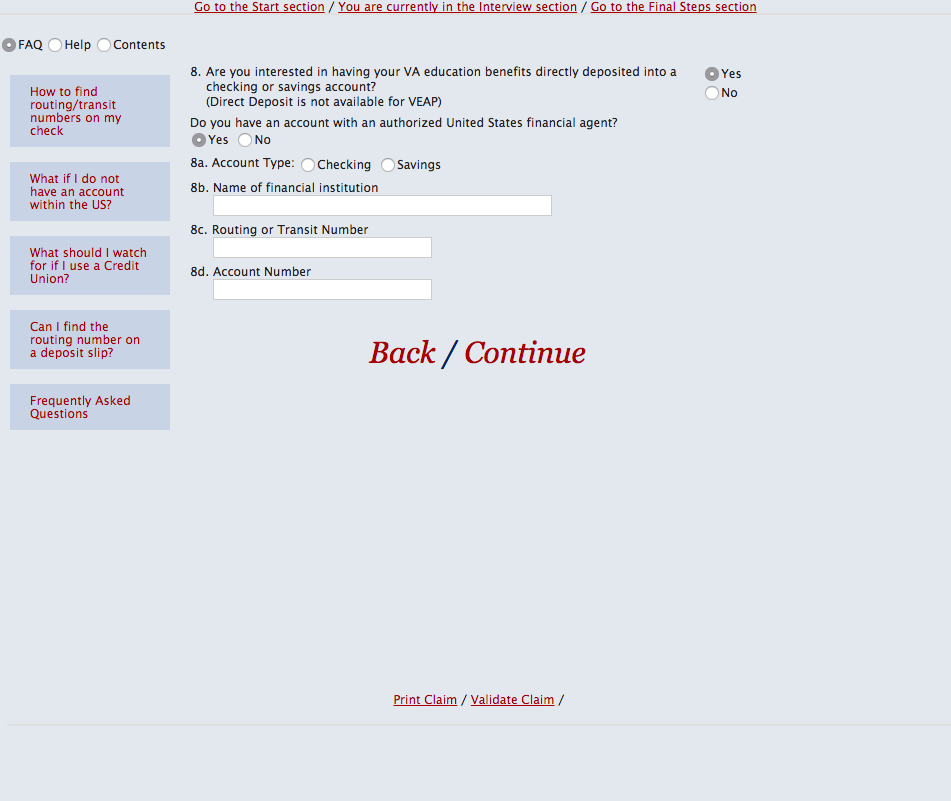 Go to the Start section / You are currently in the Interview section / Go to the Final Steps section
FAQ Help Contents
How to find
routing/transit
numbers on my
check
What if I do not
have an account
within the US?
What should I watch
for if I use a Credit
Union?
Can I find the
routing number on
a deposit slip?
Frequently Asked
Questions
8. Are you interested in having your VA education benefits directly deposited into a
checking or savings account?
(Direct Deposit is not available for VEAP)
Yes
No
Do you have an account with an authorized United States financial agent?
Yes No
8a. Account Type: Checking Savings
8b. Name of financial institution
8c. Routing or Transit Number
8d. Account Number
Back / Continue
Print Claim / Validate Claim /